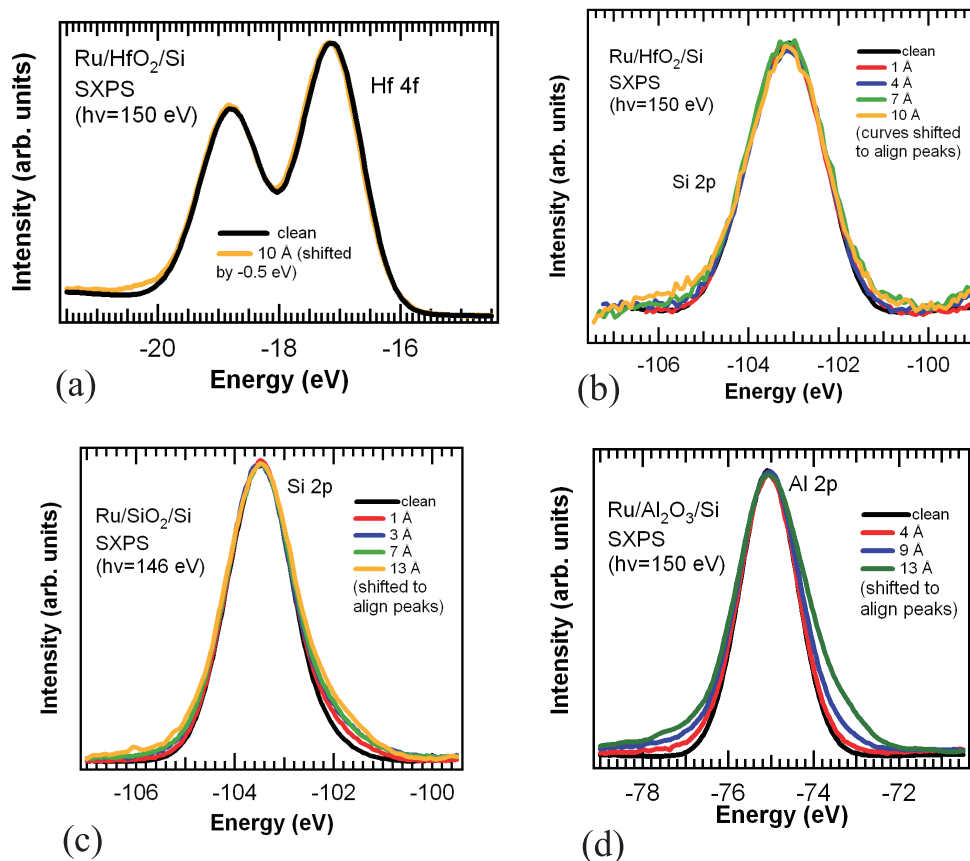 Intensity (arb. units)
Ru/HfO₂/Si
SXPS
(hν=150 eV)
Hf 4f
clean
10 Å (shifted
by -0.5 eV)
-20
-18
-16
Energy (eV)
(a)
Intensity (arb. units)
Ru/HfO₂/Si
SXPS
(hν=150 eV)
Si 2p
clean
1 Å
4 Å
7 Å
10 Å
(curves shifted
to align peaks)
-106
-104
-102
-100
Energy (eV)
(b)
Intensity (arb. units)
Ru/SiO₂/Si
SXPS
(hν=146 eV)
Si 2p
clean
1 Å
3 Å
7 Å
13 Å
(shifted to
align peaks)
-106
-104
-102
-100
Energy (eV)
(c)
Intensity (arb. units)
Ru/Al₂O₃/Si
SXPS
(hν=150 eV)
Al 2p
clean
4 Å
9 Å
13 Å
(shifted to
align peaks)
-78
-76
-74
-72
Energy (eV)
(d)